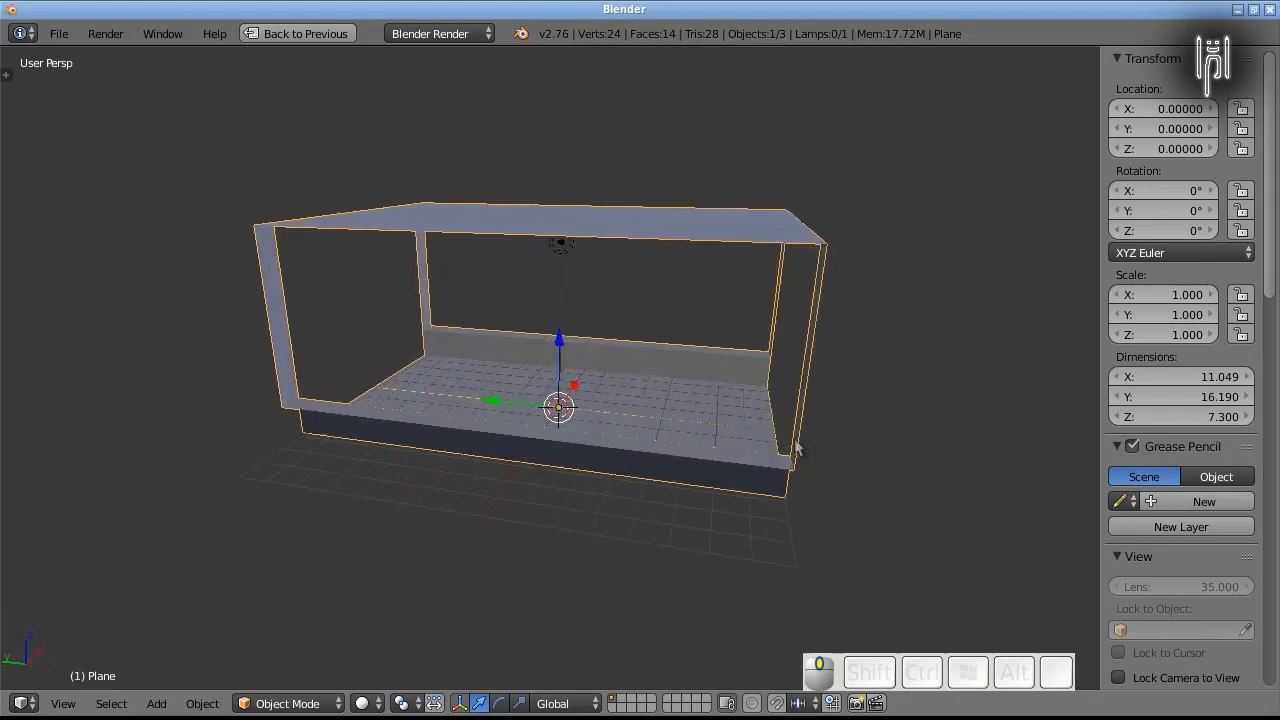 Blender
File Render Window Help Back to Previous Blender Render v2.76 | Verts:24 | Faces:14 | Tris:28 | Objects:1/3 | Lamps:0/1 | Mem:17.72M | Plane
User Persp
Transform
Location:
X: 0.00000
Y: 0.00000
Z: 0.00000
Rotation:
X: 0°
Y: 0°
Z: 0°
XYZ Euler
Scale:
X: 1.000
Y: 1.000
Z: 1.000
Dimensions:
X: 11.049
Y: 16.190
Z: 7.300
Grease Pencil
Scene Object
New
New Layer
View
Lens: 35.000
Lock to Object:
Lock to Cursor
Lock Camera to View
z
y
(1) Plane
Shift Ctrl Alt
View Select Add Object Object Mode Global